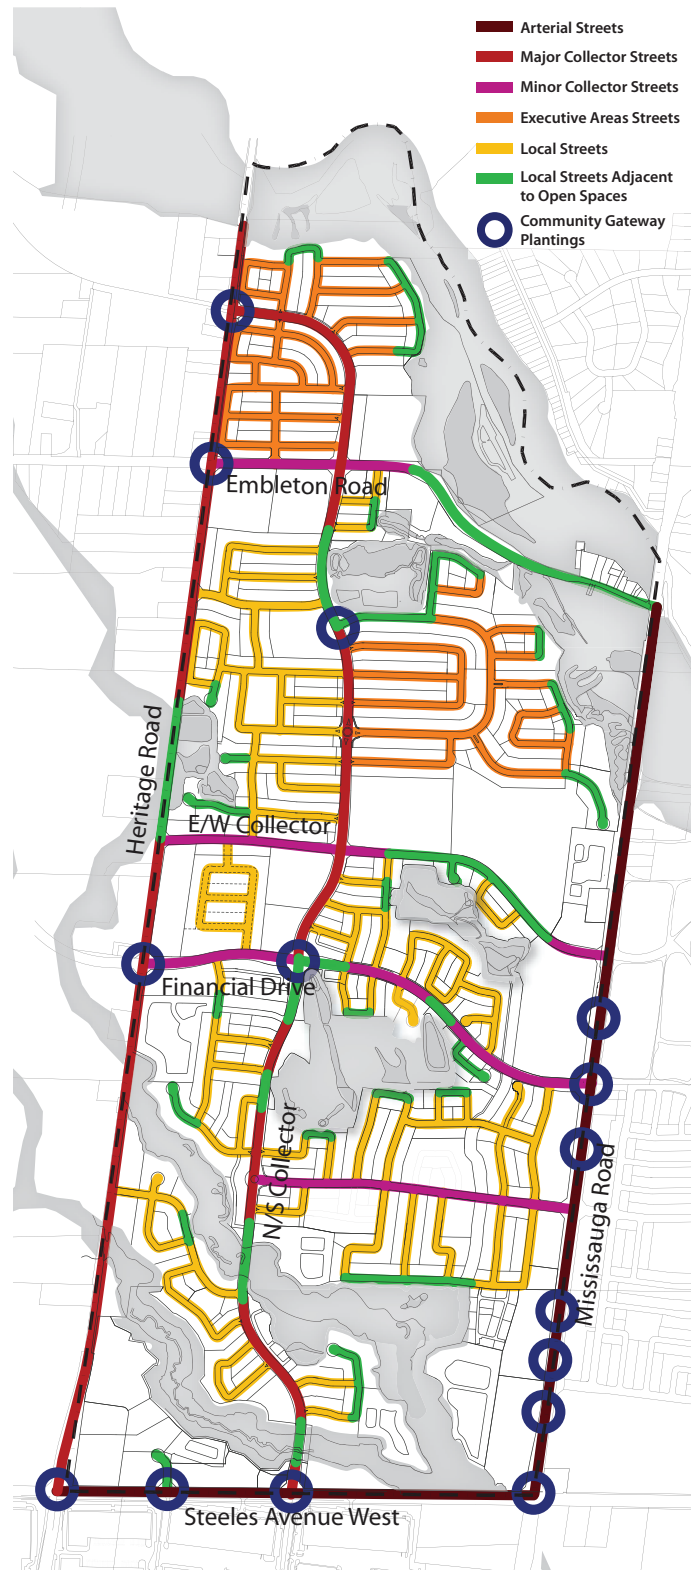 Arterial Streets
Major Collector Streets
Minor Collector Streets
Executive Areas Streets
Local Streets
Local Streets Adjacent
to Open Spaces
Community Gateway
Plantings
Embleton Road
Heritage Road
E/W Collector
Financial Drive
N/S Collector
Mississauga Road
Steeles Avenue West